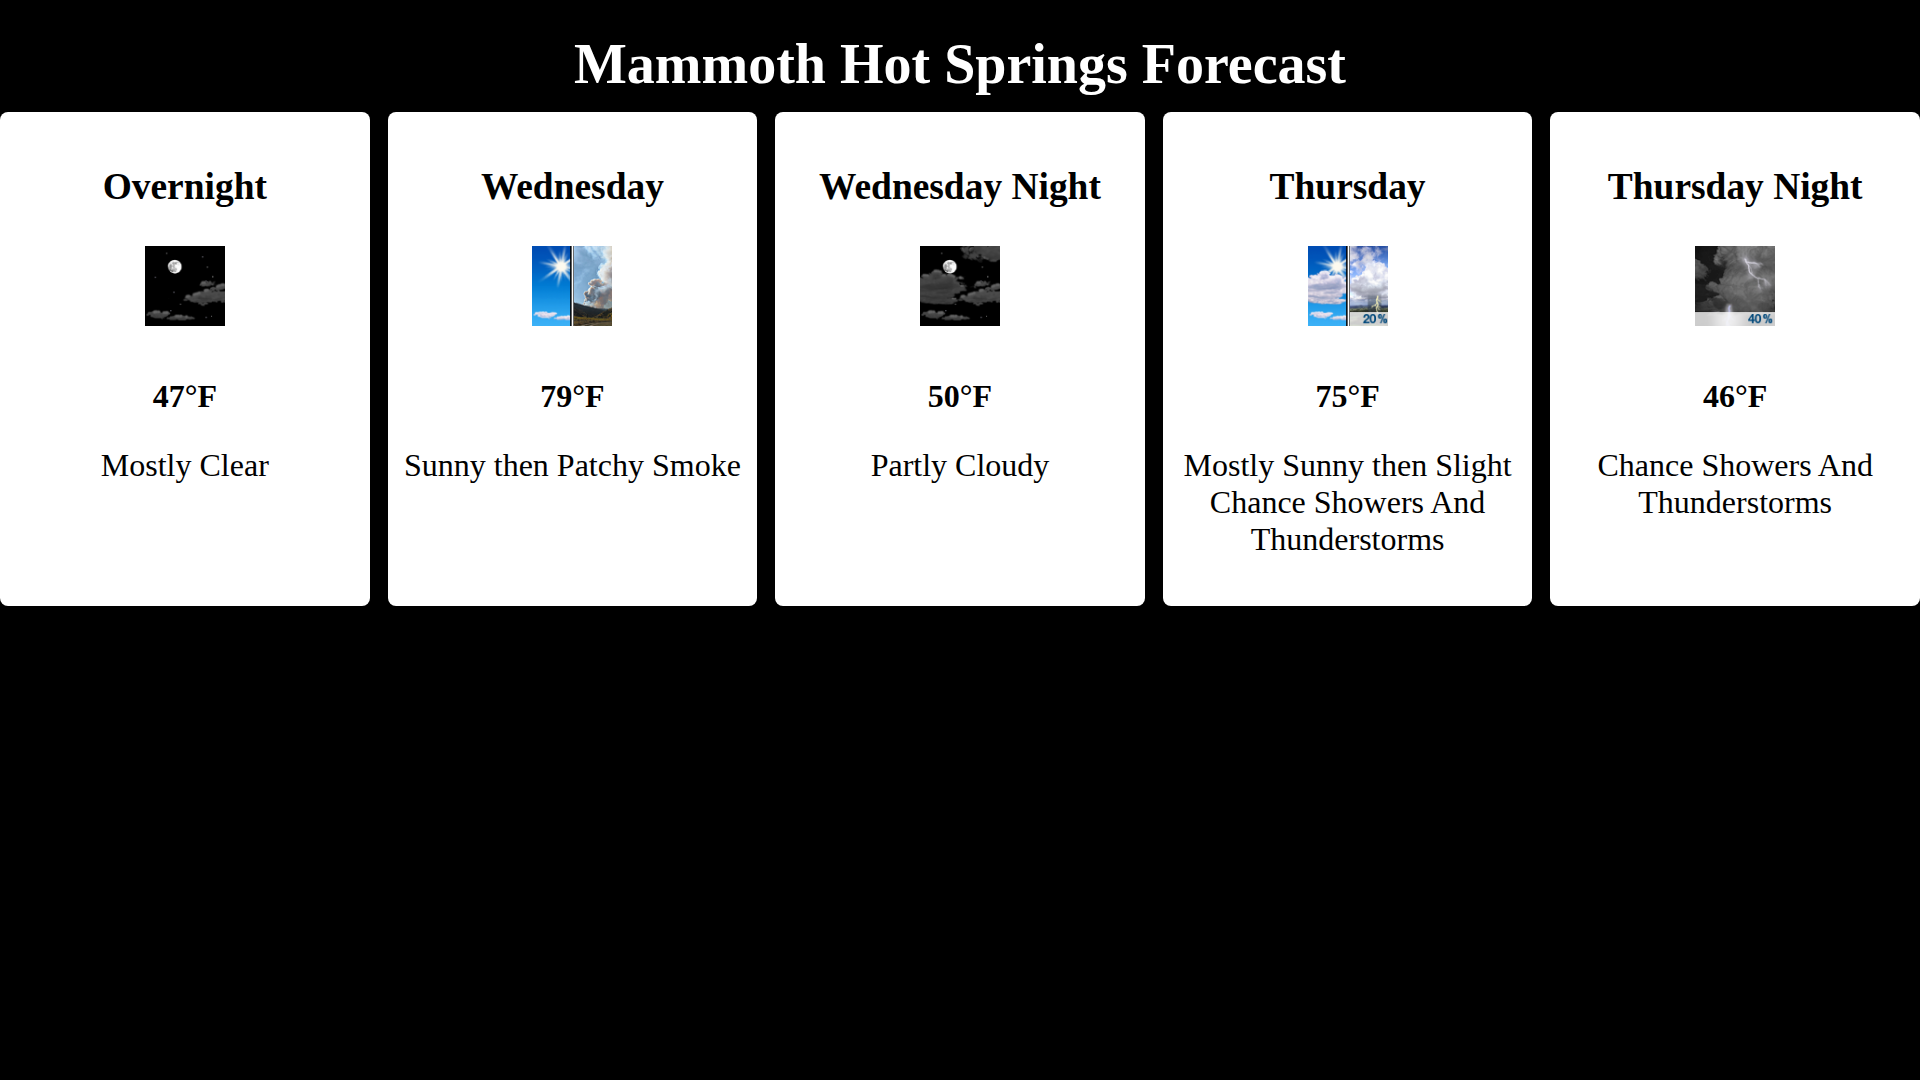 Mammoth Hot Springs Forecast
Overnight
47°F
Mostly Clear
Wednesday
79°F
Sunny then Patchy Smoke
Wednesday Night
50°F
Partly Cloudy
Thursday
20%
75°F
Mostly Sunny then Slight
Chance Showers And
Thunderstorms
Thursday Night
40%
46°F
Chance Showers And
Thunderstorms